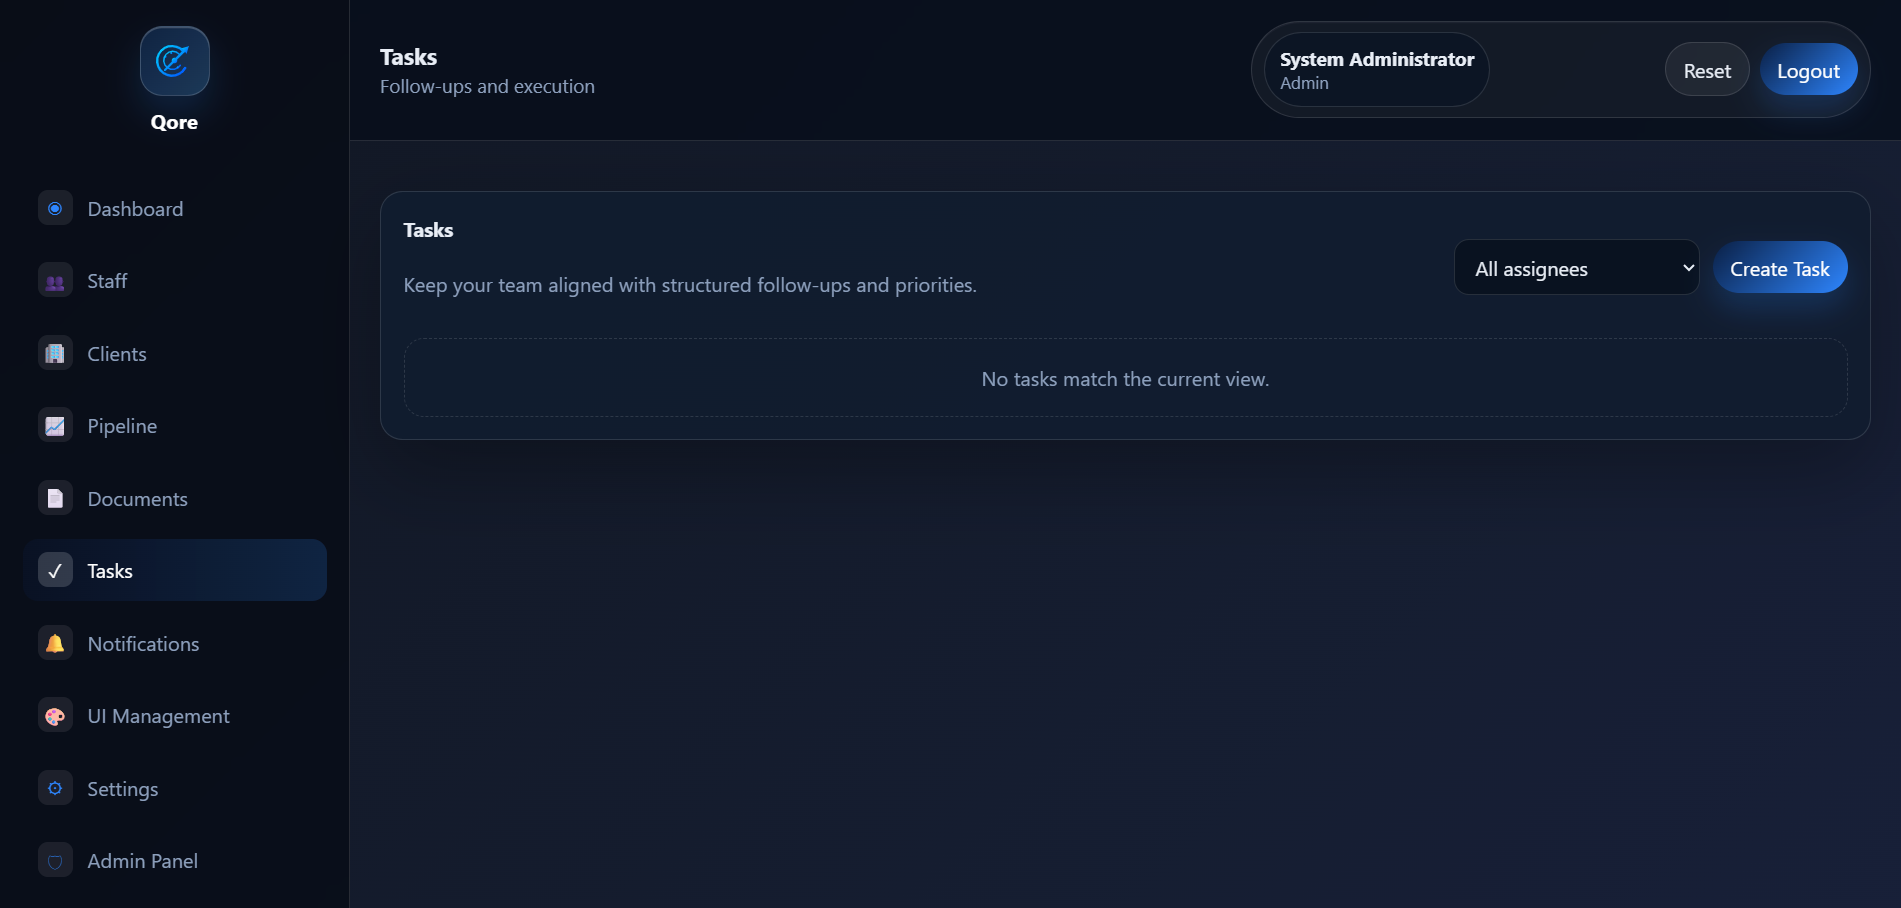 Qore
Dashboard
Staff
Clients
Pipeline
Documents
Tasks
Notifications
UI Management
Settings
Admin Panel
Tasks
Follow-ups and execution
System Administrator
Admin
Reset
Logout
Tasks
Keep your team aligned with structured follow-ups and priorities.
All assignees
Create Task
No tasks match the current view.